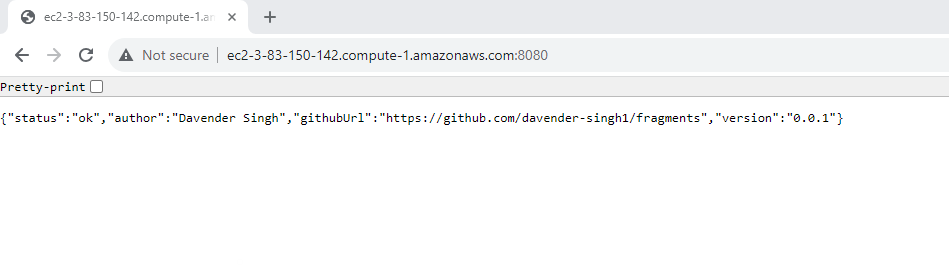 ec2-3-83-150-142.compute-1.an
Not secure ec2-3-83-150-142.compute-1.amazonaws.com:8080
Pretty-print
{"status":"ok","author":"Davender Singh","githubUrl":"https://github.com/davender-singh1/fragments","version":"0.0.1"}